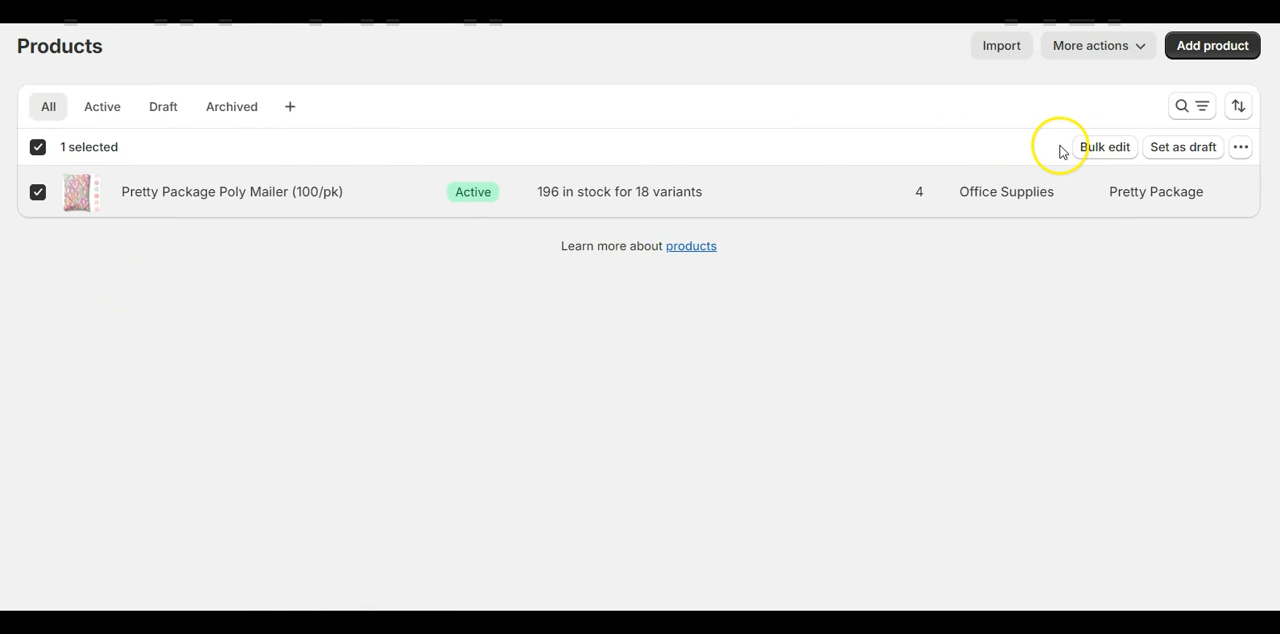 Products
Import
More actions
Add product
All
Active
Draft
Archived
+
1 selected
Bulk edit
Set as draft
Pretty Package Poly Mailer (100/pk)
Active
196 in stock for 18 variants
4
Office Supplies
Pretty Package
Learn more about products